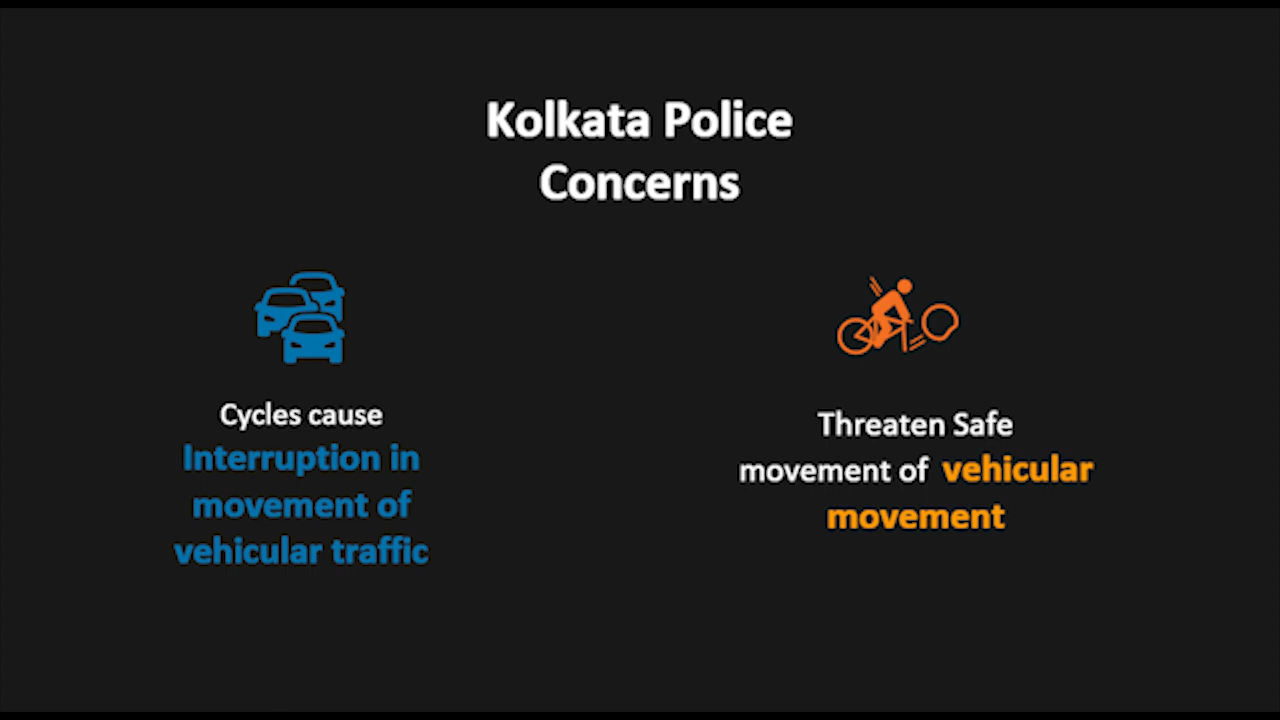 Kolkata Police
Concerns
Cycles cause
Interruption in
movement of
vehicular traffic
Threaten Safe
movement of vehicular
movement